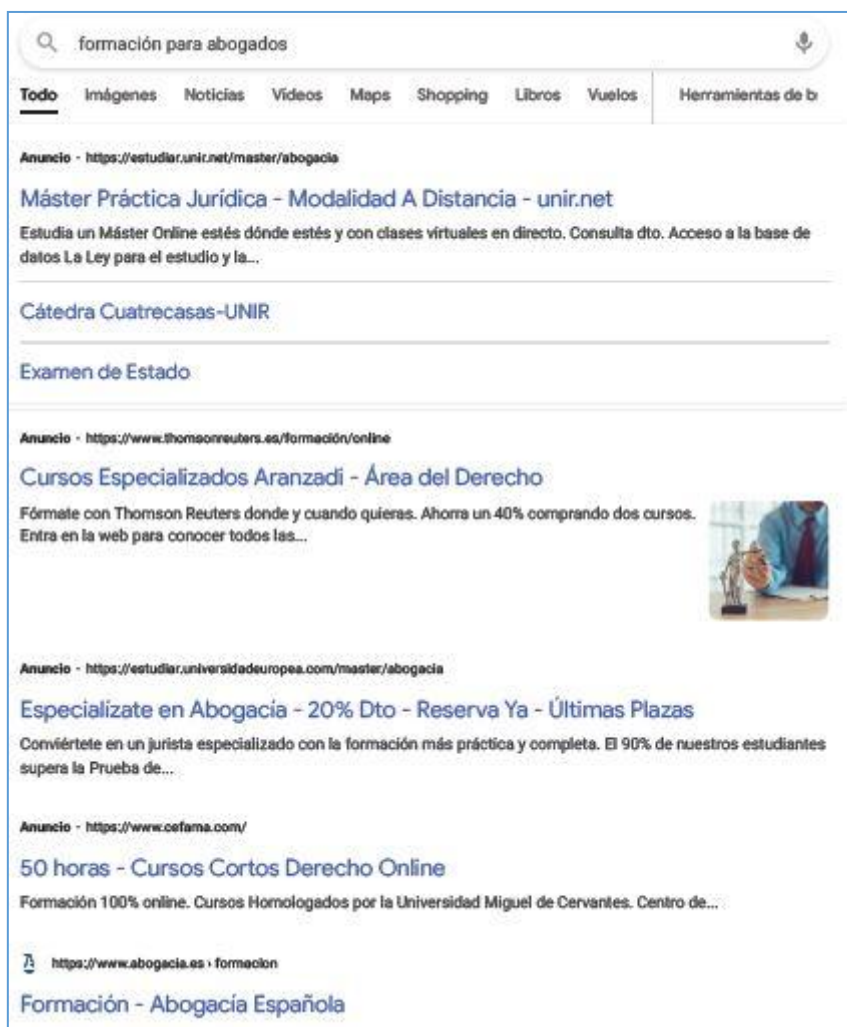 formación para abogados
Todo Imágenes Noticias Vídeos Maps Shopping Libros Vuelos Herramientas de b
Anuncio - https://estudiar.unir.net/master/abogacia
Máster Práctica Jurídica - Modalidad A Distancia - unir.net
Estudia un Máster Online estés dónde estés y con clases virtuales en directo. Consulta dto. Acceso a la base de
datos La Ley para el estudio y la...
Cátedra Cuatrecasas-UNIR
Examen de Estado
Anuncio - https://www.thomsonreuters.es/formación/online
Cursos Especializados Aranzadi - Área del Derecho
Fórmate con Thomson Reuters donde y cuando quieras. Ahorra un 40% comprando dos cursos.
Entra en la web para conocer todos las...
Anuncio - https://estudiar.universidadeuropea.com/master/abogacia
Especialízate en Abogacía - 20% Dto - Reserva Ya - Últimas Plazas
Conviértete en un jurista especializado con la formación más práctica y completa. El 90% de nuestros estudiantes
supera la Prueba de...
Anuncio - https://www.cefama.com/
50 horas - Cursos Cortos Derecho Online
Formación 100% online. Cursos Homologados por la Universidad Miguel de Cervantes. Centro de...
https://www.abogacia.es › formacion
Formación - Abogacía Española